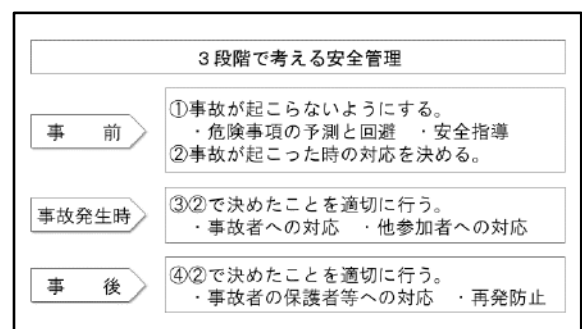 3段階で考える安全管理
事　前
①事故が起こらないようにする。
・危険事項の予測と回避　・安全指導
②事故が起こった時の対応を決める。
事故発生時
③②で決めたことを適切に行う。
・事故者への対応　・他参加者への対応
事　後
④②で決めたことを適切に行う。
・事故者の保護者等への対応　・再発防止